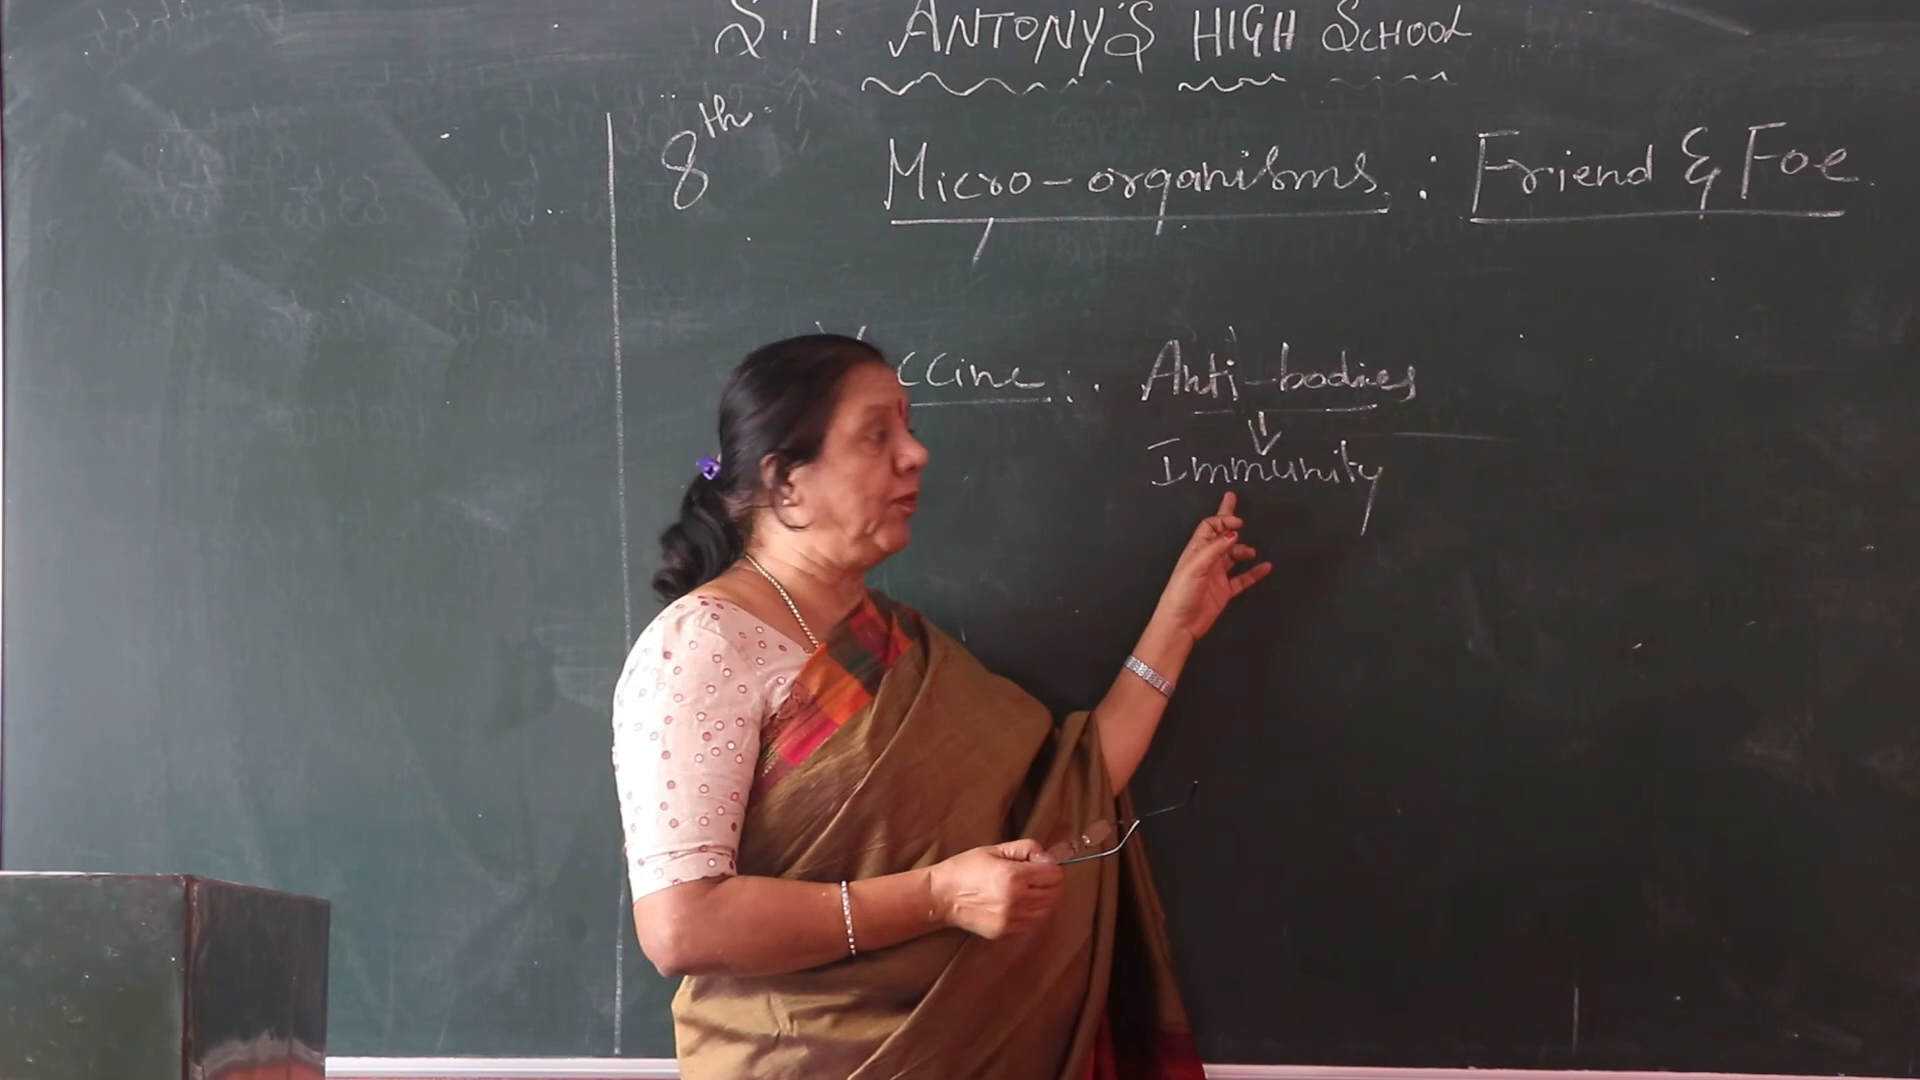 S.T. ANTONY'S HIGH SCHOOL
8th
Micro-organisms : Friend & Foe
ccine : Anti-bodies
Immunity